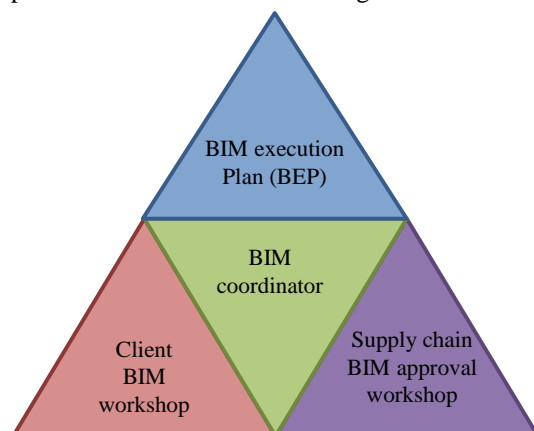 BIM execution
Plan (BEP)
BIM
coordinator
Client
BIM
workshop
Supply chain
BIM approval
workshop